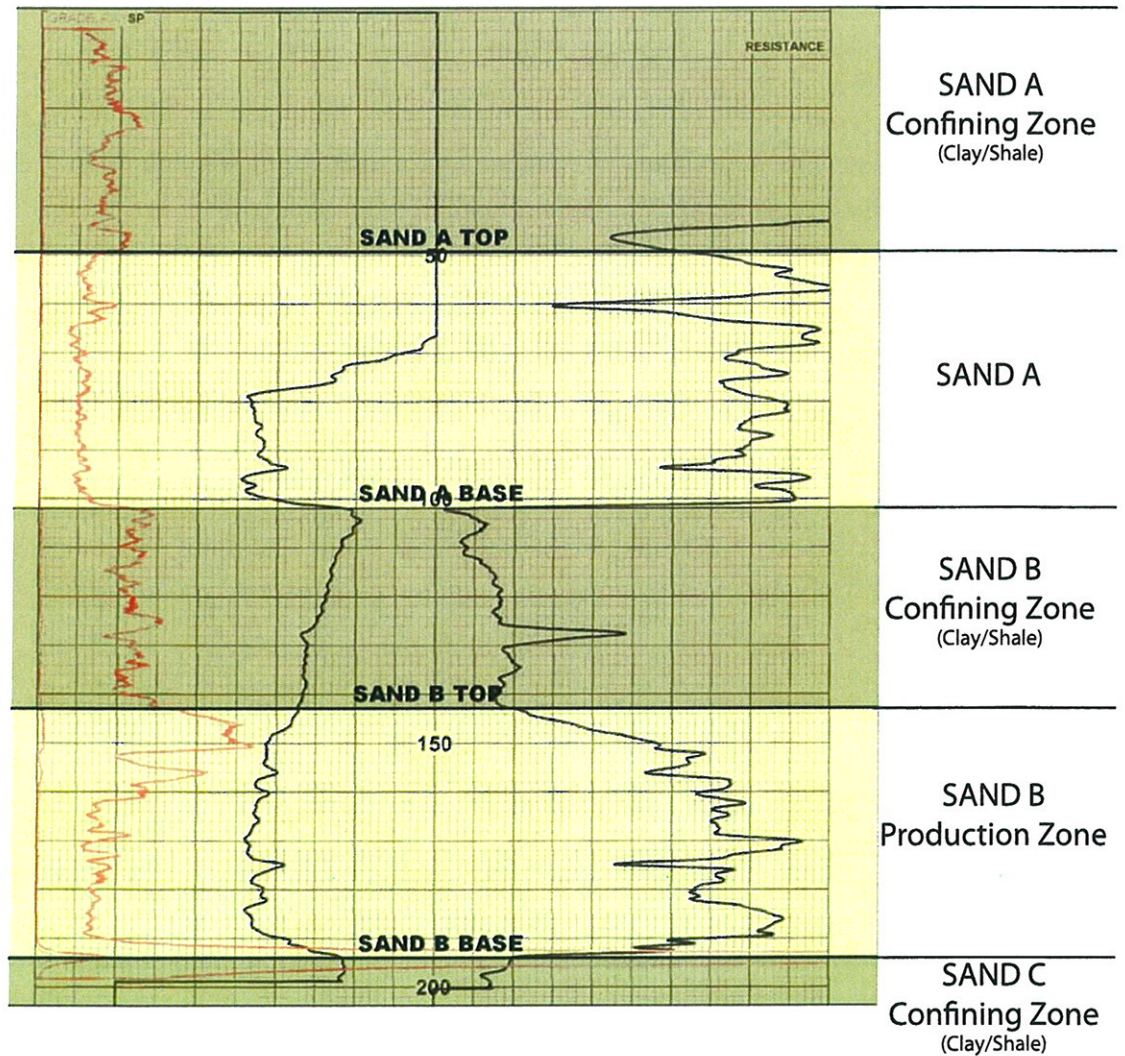 GRADE
SP
RESISTANCE
SAND A
Confining Zone
(Clay/Shale)
SAND A TOP
50
SAND A
SAND A BASE
100
SAND B
Confining Zone
(Clay/Shale)
SAND B TOP
150
SAND B
Production Zone
SAND B BASE
SAND C
Confining Zone
(Clay/Shale)
200